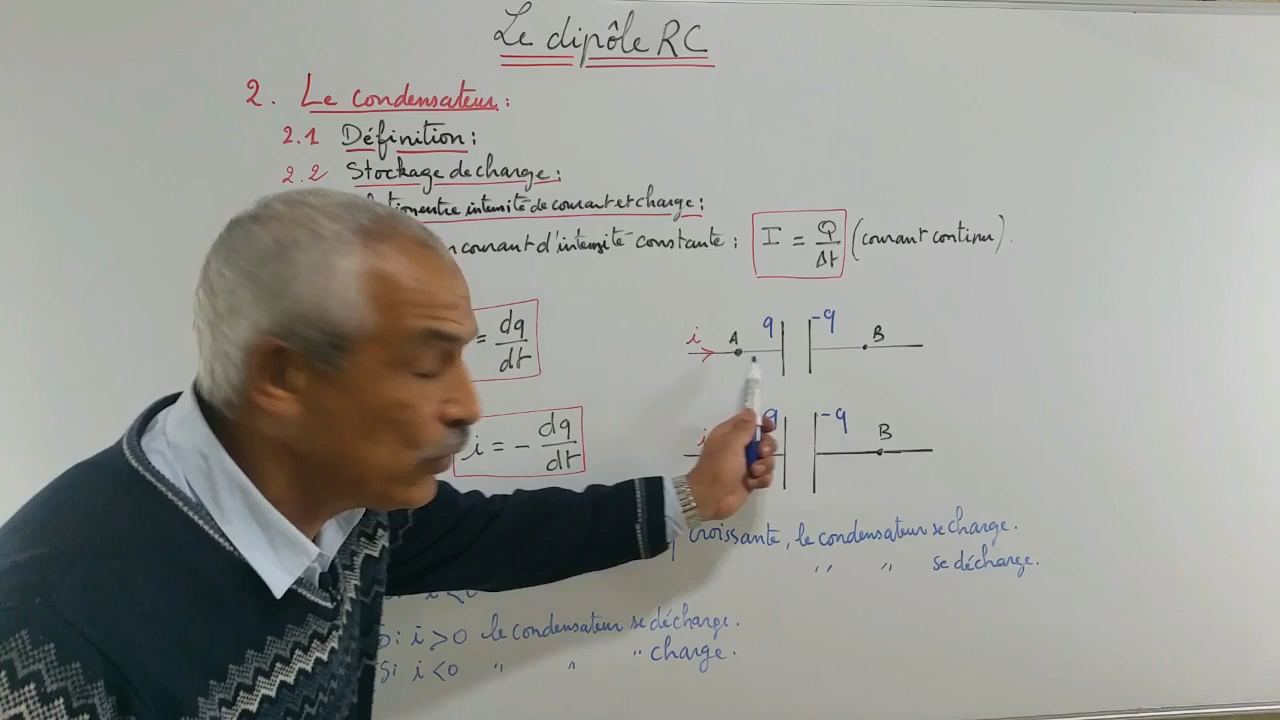 Le dipôle RC
2. Le condensateur :
2.1 Définition :
2.2 Stockage de charge :
entre intensité de courant et charge :
courant d'intensité constante : I = Q/Δt (courant continu).
= dq/dt
i A q -q B
i = - dq/dt
i q -q B
croissante, le condensateur se charge.
i < 0 " " se décharge.
i > 0 le condensateur se décharge.
Si i < 0 " " " charge.